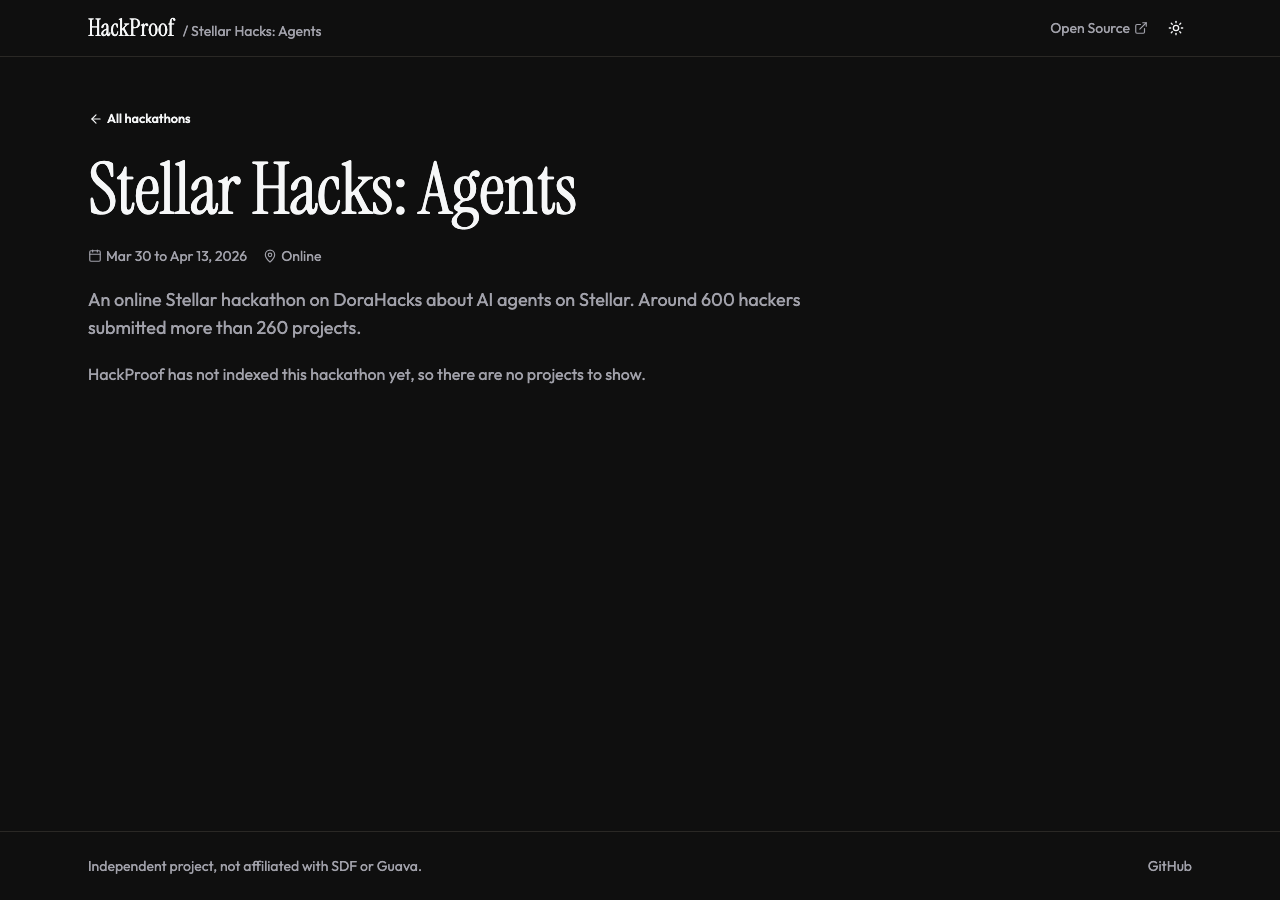 HackProof / Stellar Hacks: Agents
Open Source
All hackathons
Stellar Hacks: Agents
Mar 30 to Apr 13, 2026 Online
An online Stellar hackathon on DoraHacks about AI agents on Stellar. Around 600 hackers
submitted more than 260 projects.
HackProof has not indexed this hackathon yet, so there are no projects to show.
Independent project, not affiliated with SDF or Guava.
GitHub